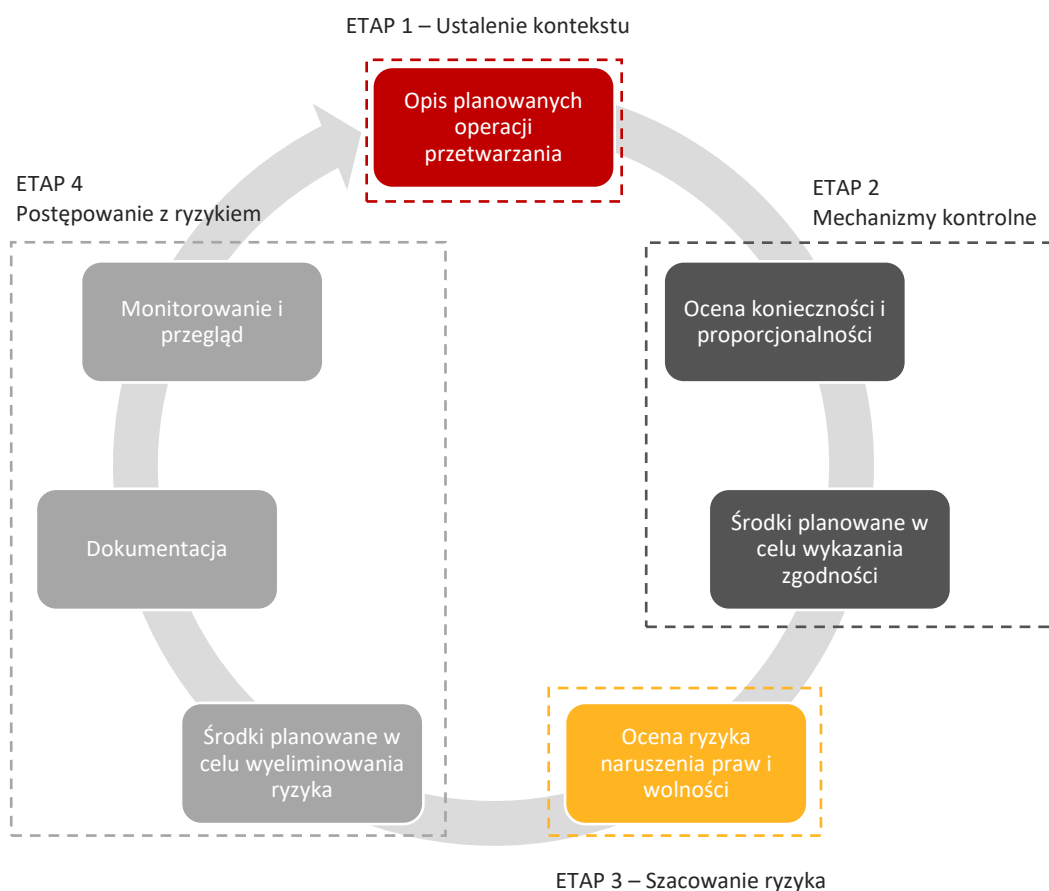 ETAP 1 – Ustalenie kontekstu
Opis planowanych
operacji
przetwarzania
ETAP 2
Mechanizmy kontrolne
Ocena konieczności i
proporcjonalności
Środki planowane w
celu wykazania
zgodności
Ocena ryzyka
naruszenia praw i
wolności
ETAP 3 – Szacowanie ryzyka
ETAP 4
Postępowanie z ryzykiem
Środki planowane w
celu wyeliminowania
ryzyka
Dokumentacja
Monitorowanie i
przegląd